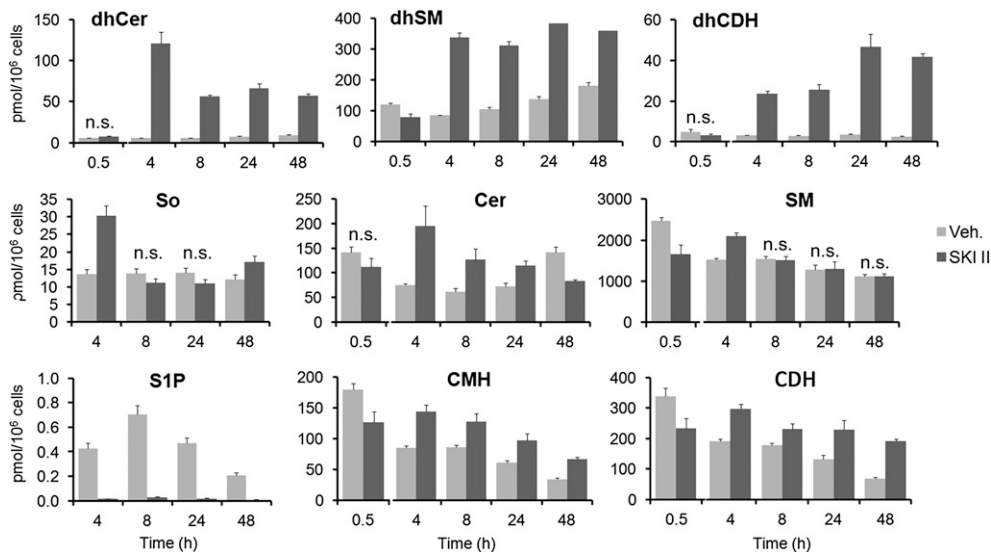 dhCer dhSM dhCDH
pmol/10⁶ cells
150
100
50
0
n.s.
0.5 4 8 24 48
400
300
200
100
0
0.5 4 8 24 48
60
40
20
0
n.s.
0.5 4 8 24 48
So Cer SM
pmol/10⁶ cells
35
30
25
20
15
10
5
0
n.s. n.s.
4 8 24 48
250
200
150
100
50
0
n.s.
0.5 4 8 24 48
3000
2000
1000
0
n.s. n.s. n.s.
0.5 4 8 24 48
Veh.
SKI II
S1P CMH CDH
pmol/10⁶ cells
1.0
0.8
0.6
0.4
0.2
0.0
4 8 24 48
Time (h)
200
150
100
50
0
0.5 4 8 24 48
Time (h)
400
300
200
100
0
0.5 4 8 24 48
Time (h)